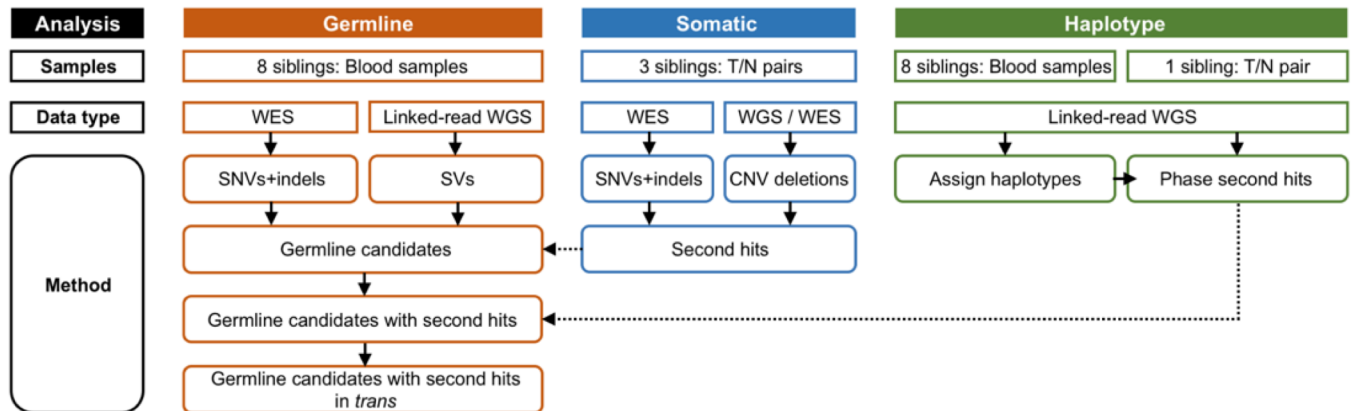 Analysis
Germline
Somatic
Haplotype
Samples
8 siblings: Blood samples
3 siblings: T/N pairs
8 siblings: Blood samples
1 sibling: T/N pair
Data type
WES
Linked-read WGS
WES
WGS / WES
Linked-read WGS
Method
SNVs+indels
SVs
SNVs+indels
CNV deletions
Assign haplotypes
Phase second hits
Germline candidates
Second hits
Germline candidates with second hits
Germline candidates with second hits
in trans